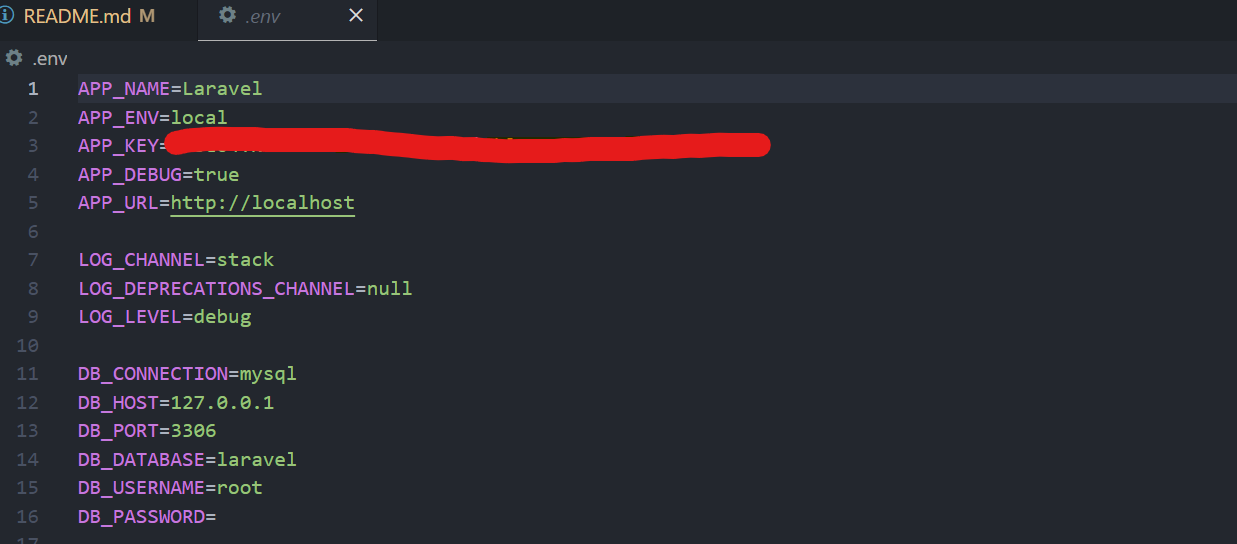 README.md M
.env
.env
1 APP_NAME=Laravel
2 APP_ENV=local
3 APP_KEY=
4 APP_DEBUG=true
5 APP_URL=http://localhost
6
7 LOG_CHANNEL=stack
8 LOG_DEPRECATIONS_CHANNEL=null
9 LOG_LEVEL=debug
10
11 DB_CONNECTION=mysql
12 DB_HOST=127.0.0.1
13 DB_PORT=3306
14 DB_DATABASE=laravel
15 DB_USERNAME=root
16 DB_PASSWORD=
17